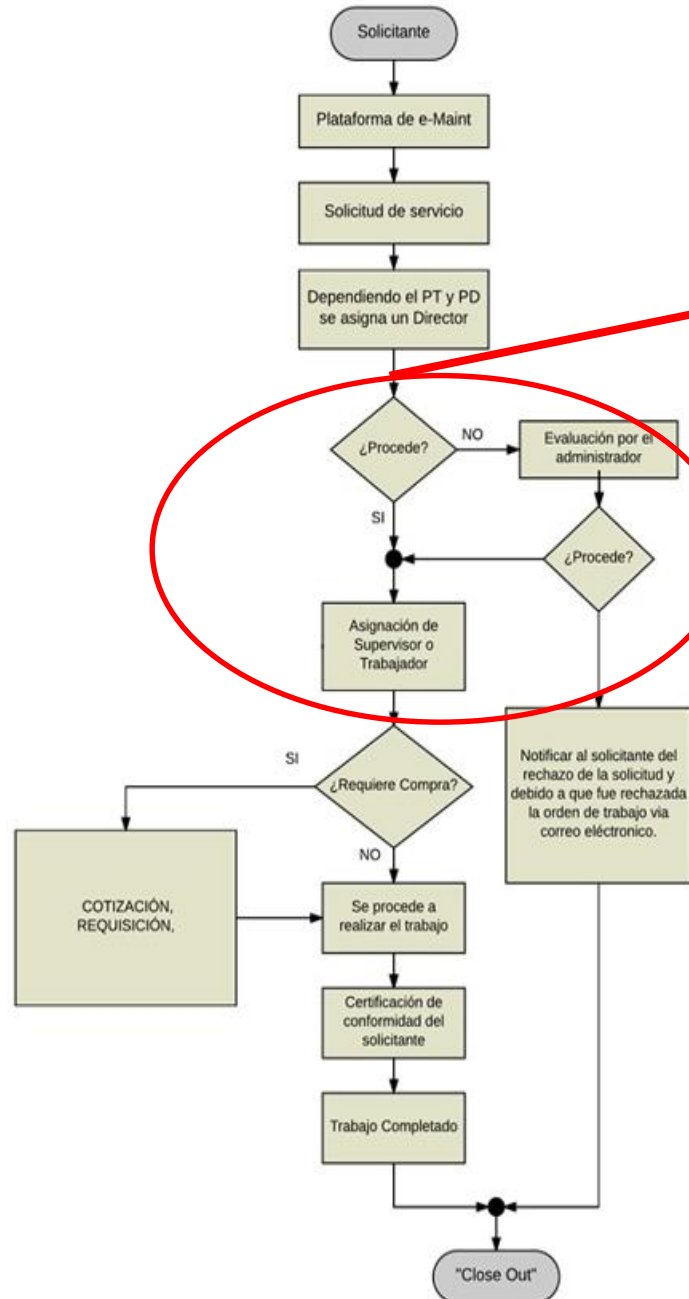 Solicitante
Plataforma de e-Maint
Solicitud de servicio
Dependiendo el PT y PD
se asigna un Director
¿Procede?
NO
Evaluación por el
administrador
SI
¿Procede?
Asignación de
Supervisor o
Trabajador
SI
¿Requiere Compra?
Notificar al solicitante del
rechazo de la solicitud y
debido a que fue rechazada
la orden de trabajo via
correo eléctronico.
NO
COTIZACIÓN,
REQUISICIÓN,
Se procede a
realizar el trabajo
Certificación de
conformidad del
solicitante
Trabajo Completado
"Close Out"